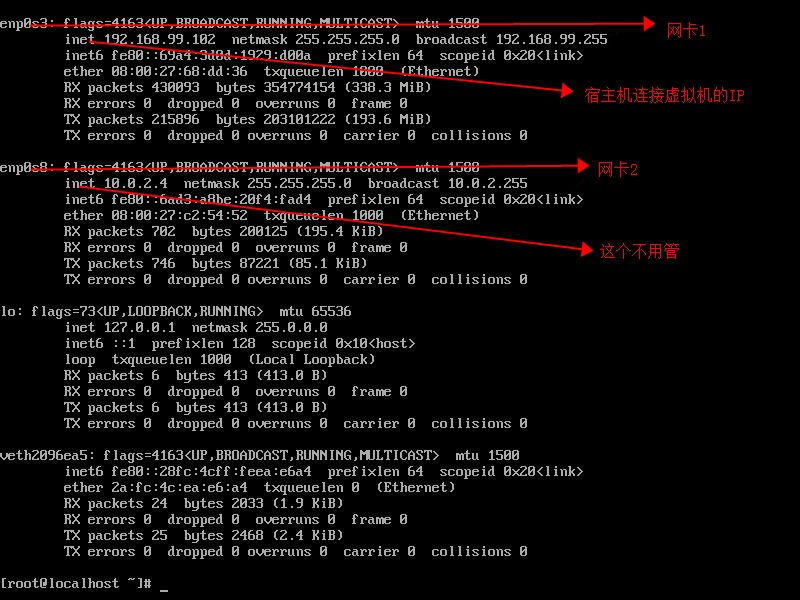 enp0s3: flags=4163<UP,BROADCAST,RUNNING,MULTICAST>  mtu 1500
网卡1
inet 192.168.99.102  netmask 255.255.255.0  broadcast 192.168.99.255
inet6 fe80::69a4:3d0d:1929:d00a  prefixlen 64  scopeid 0x20<link>
ether 08:00:27:68:dd:36  txqueuelen 1000  (Ethernet)
RX packets 430093  bytes 354774154 (338.3 MiB)
宿主机连接虚拟机的IP
RX errors 0  dropped 0  overruns 0  frame 0
TX packets 215896  bytes 203101222 (193.6 MiB)
TX errors 0  dropped 0 overruns 0  carrier 0  collisions 0
enp0s8: flags=4163<UP,BROADCAST,RUNNING,MULTICAST>  mtu 1500
网卡2
inet 10.0.2.4  netmask 255.255.255.0  broadcast 10.0.2.255
inet6 fe80::6ad3:a8be:20f4:fad4  prefixlen 64  scopeid 0x20<link>
ether 08:00:27:c2:54:52  txqueuelen 1000  (Ethernet)
RX packets 702  bytes 200125 (195.4 KiB)
RX errors 0  dropped 0  overruns 0  frame 0
这个不用管
TX packets 746  bytes 87221 (85.1 KiB)
TX errors 0  dropped 0 overruns 0  carrier 0  collisions 0
lo: flags=73<UP,LOOPBACK,RUNNING>  mtu 65536
inet 127.0.0.1  netmask 255.0.0.0
inet6 ::1  prefixlen 128  scopeid 0x10<host>
loop  txqueuelen 1000  (Local Loopback)
RX packets 6  bytes 413 (413.0 B)
RX errors 0  dropped 0  overruns 0  frame 0
TX packets 6  bytes 413 (413.0 B)
TX errors 0  dropped 0 overruns 0  carrier 0  collisions 0
veth2096ea5: flags=4163<UP,BROADCAST,RUNNING,MULTICAST>  mtu 1500
inet6 fe80::28fc:4cff:feea:e6a4  prefixlen 64  scopeid 0x20<link>
ether 2a:fc:4c:ea:e6:a4  txqueuelen 0  (Ethernet)
RX packets 24  bytes 2033 (1.9 KiB)
RX errors 0  dropped 0  overruns 0  frame 0
TX packets 25  bytes 2468 (2.4 KiB)
TX errors 0  dropped 0 overruns 0  carrier 0  collisions 0
[root@localhost ~]# _